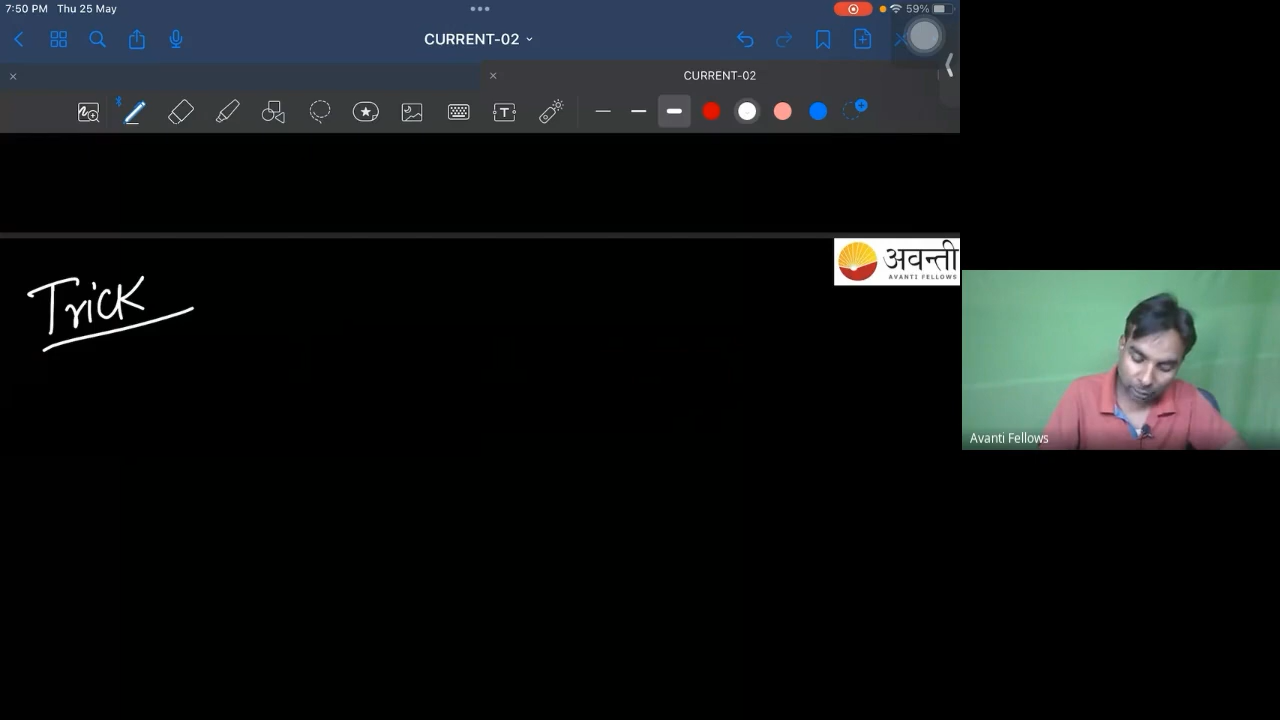 7:50 PM Thu 25 May
59%
CURRENT-02
CURRENT-02
T
Trick
अवन्ती
AVANTI FELLOWS
Avanti Fellows